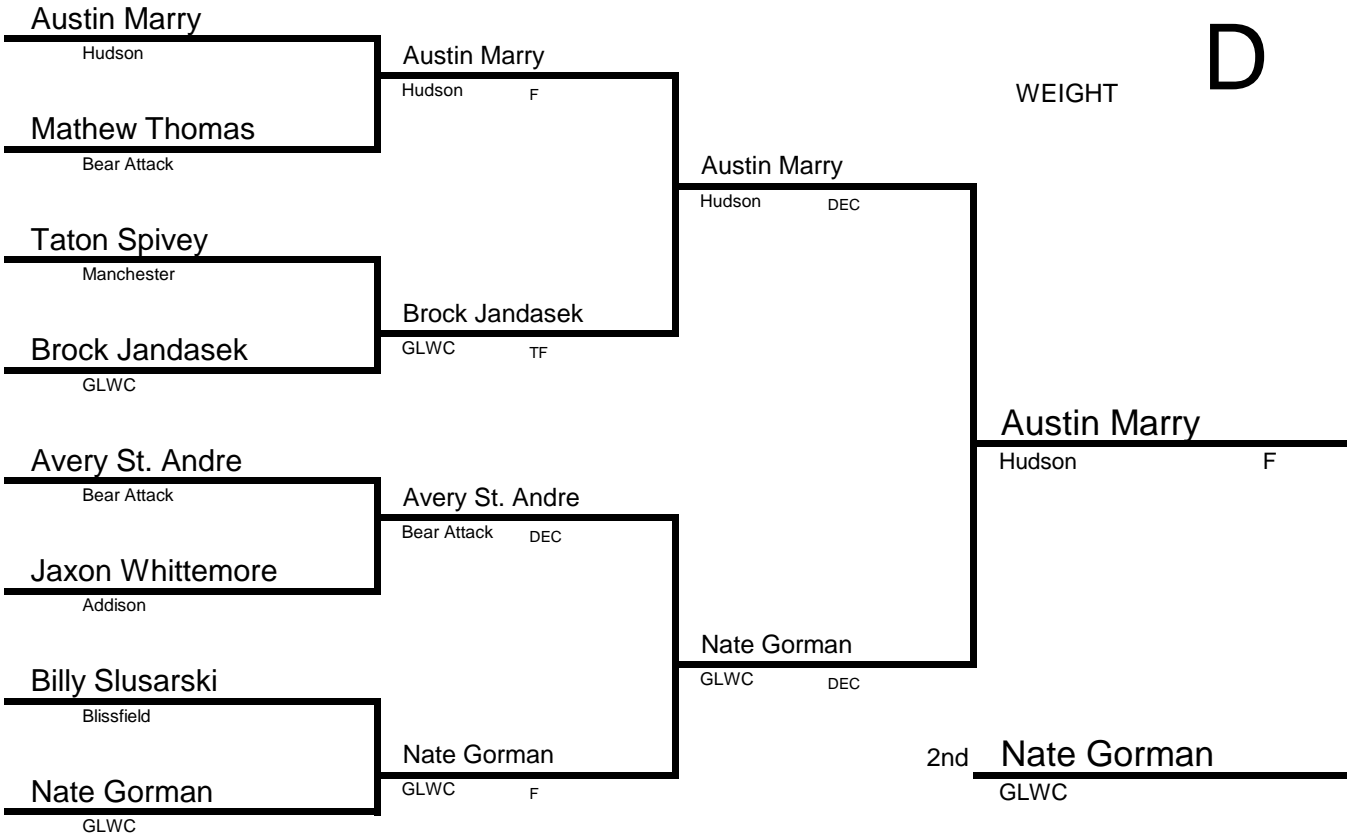 Austin Marry
Hudson
Austin Marry
Hudson F
D
WEIGHT
Mathew Thomas
Bear Attack
Austin Marry
Hudson DEC
Taton Spivey
Manchester
Brock Jandasek
GLWC TF
Brock Jandasek
GLWC
Austin Marry
Hudson F
Avery St. Andre
Bear Attack
Avery St. Andre
Bear Attack DEC
Jaxon Whittemore
Addison
Nate Gorman
GLWC DEC
Billy Slusarski
Blissfield
Nate Gorman
GLWC F
2nd Nate Gorman
GLWC
Nate Gorman
GLWC